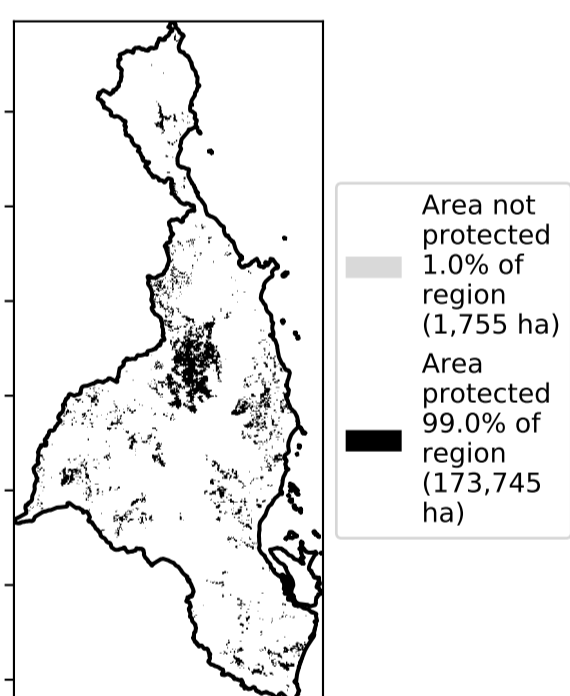 Area not
protected
1.0% of
region
(1,755 ha)
Area
protected
99.0% of
region
(173,745
ha)